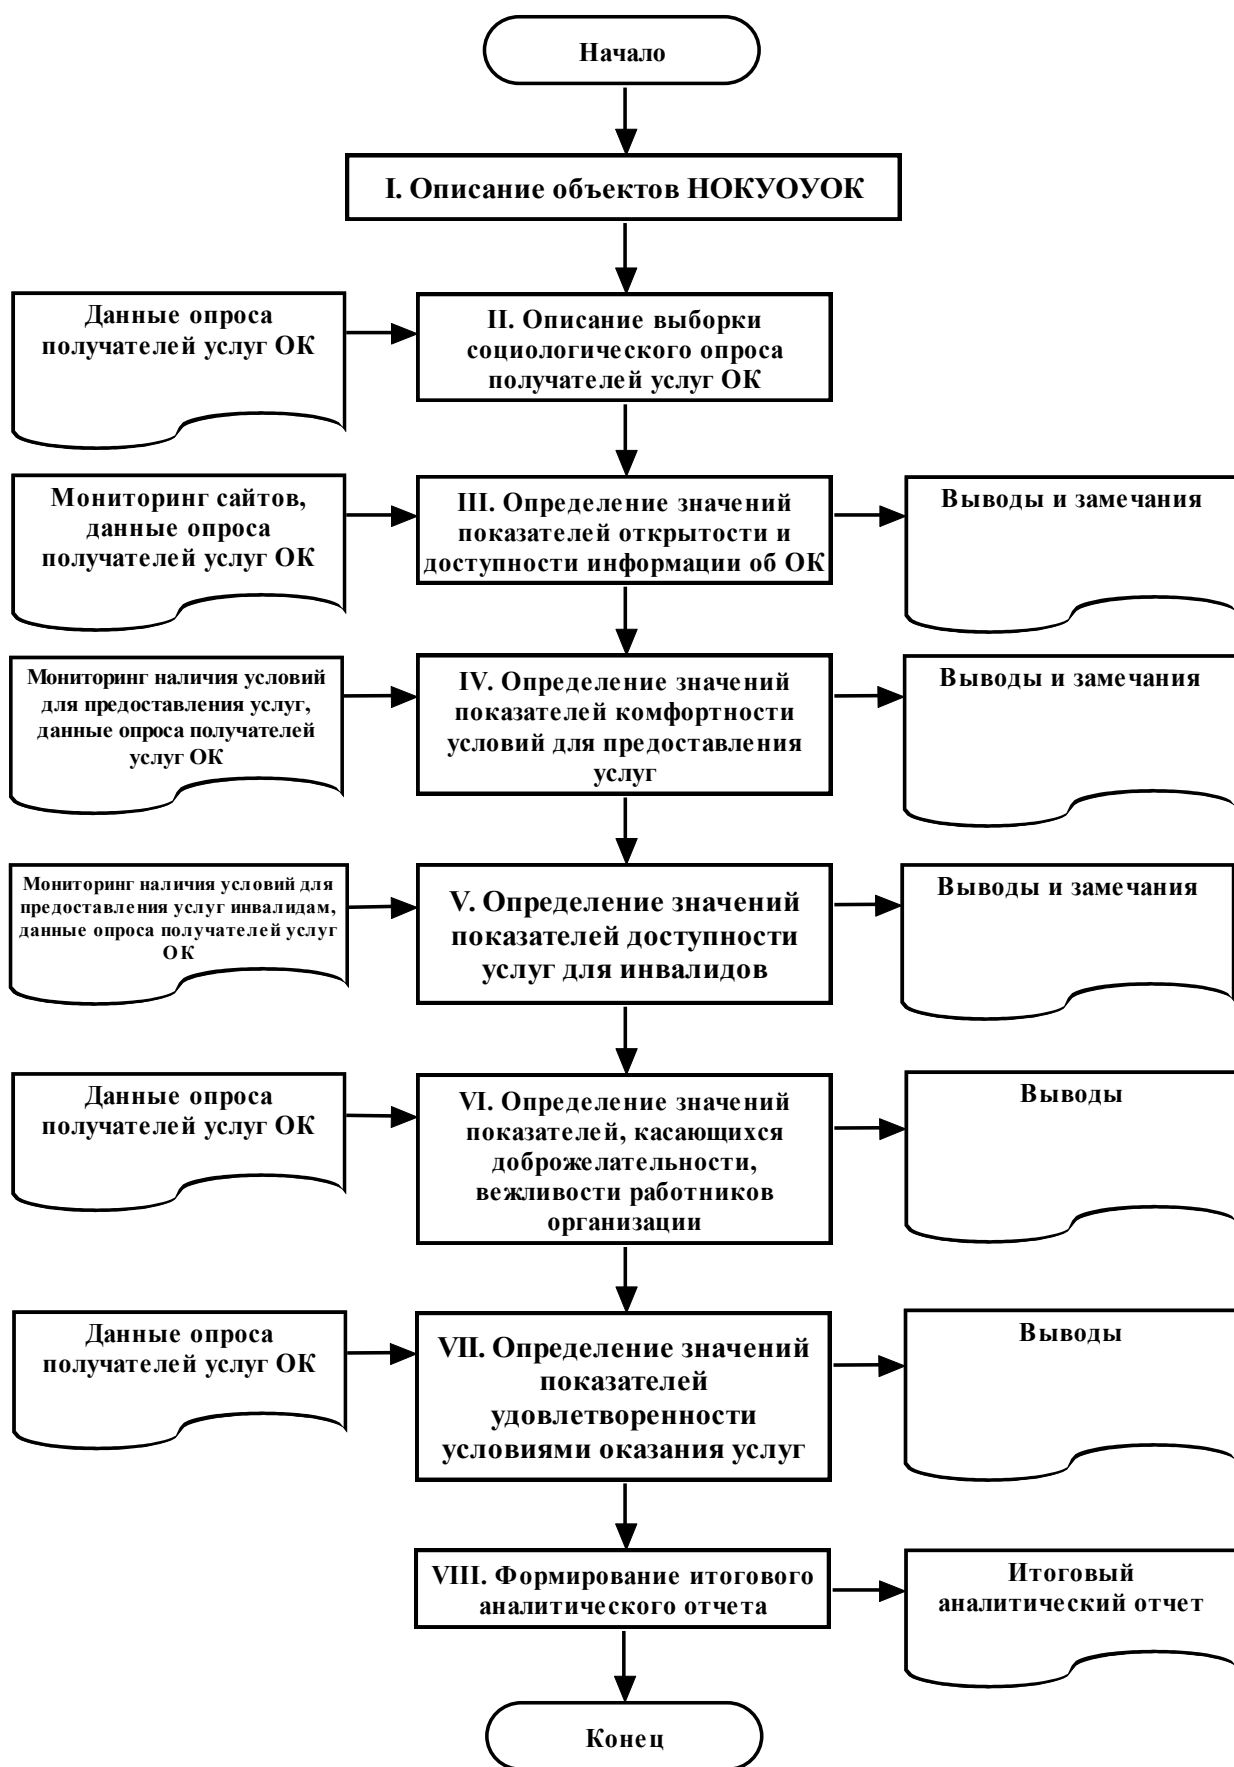 Начало
I. Описание объектов НОКУОУОК
Данные опроса
получателей услуг ОК
II. Описание выборки
социологического опроса
получателей услуг ОК
Мониторинг сайтов,
данные опроса
получателей услуг ОК
III. Определение значений
показателей открытости и
доступности информации об ОК
Выводы и замечания
Мониторинг наличия условий
для предоставления услуг,
данные опроса получателей
услуг ОК
IV. Определение значений
показателей комфортности
условий для предоставления
услуг
Выводы и замечания
Мониторинг наличия условий для
предоставления услуг инвалидам,
данные опроса получателей услуг
ОК
V. Определение значений
показателей доступности
услуг для инвалидов
Выводы и замечания
Данные опроса
получателей услуг ОК
VI. Определение значений
показателей, касающихся
доброжелательности,
вежливости работников
организации
Выводы
Данные опроса
получателей услуг ОК
VII. Определение значений
показателей
удовлетворенности
условиями оказания услуг
Выводы
VIII. Формирование итогового
аналитического отчета
Итоговый
аналитический отчет
Конец